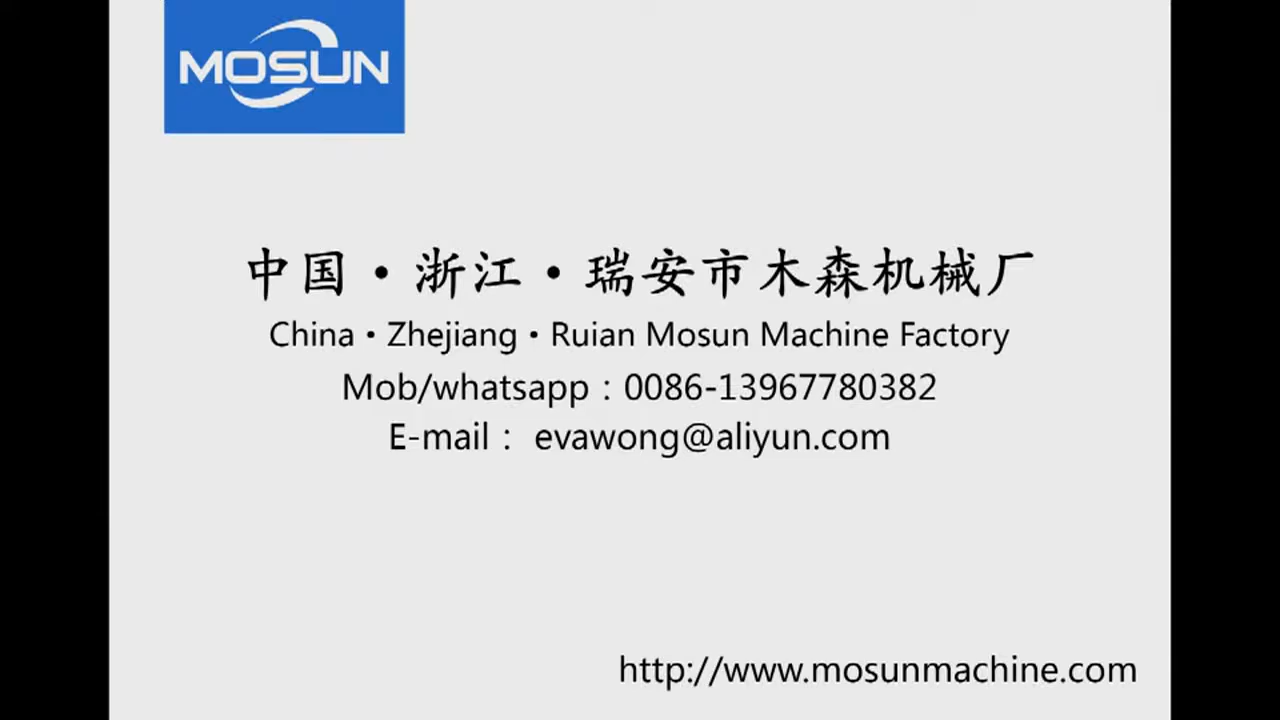 MOSUN
中国·浙江·瑞安市木森机械厂
China·Zhejiang·Ruian Mosun Machine Factory
Mob/whatsapp：0086-13967780382
E-mail： evawong@aliyun.com
http://www.mosunmachine.com